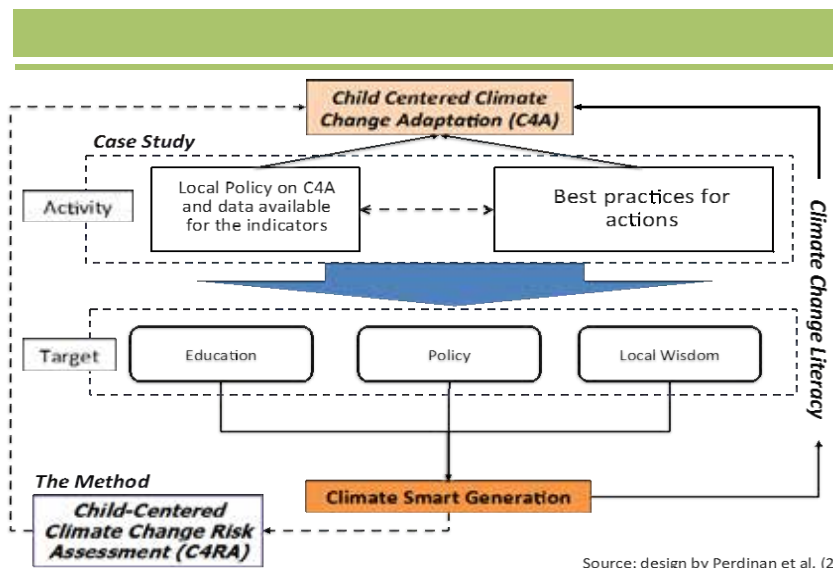 Child Centered Climate
Change Adaptation (C4A)
Case Study
Activity
Local Policy on C4A
and data available
for the indicators
Best practices for
actions
Climate Change Literacy
Target
Education
Policy
Local Wisdom
The Method
Climate Smart Generation
Child-Centered
Climate Change Risk
Assessment (C4RA)
Source: design by Perdinan et al. (2